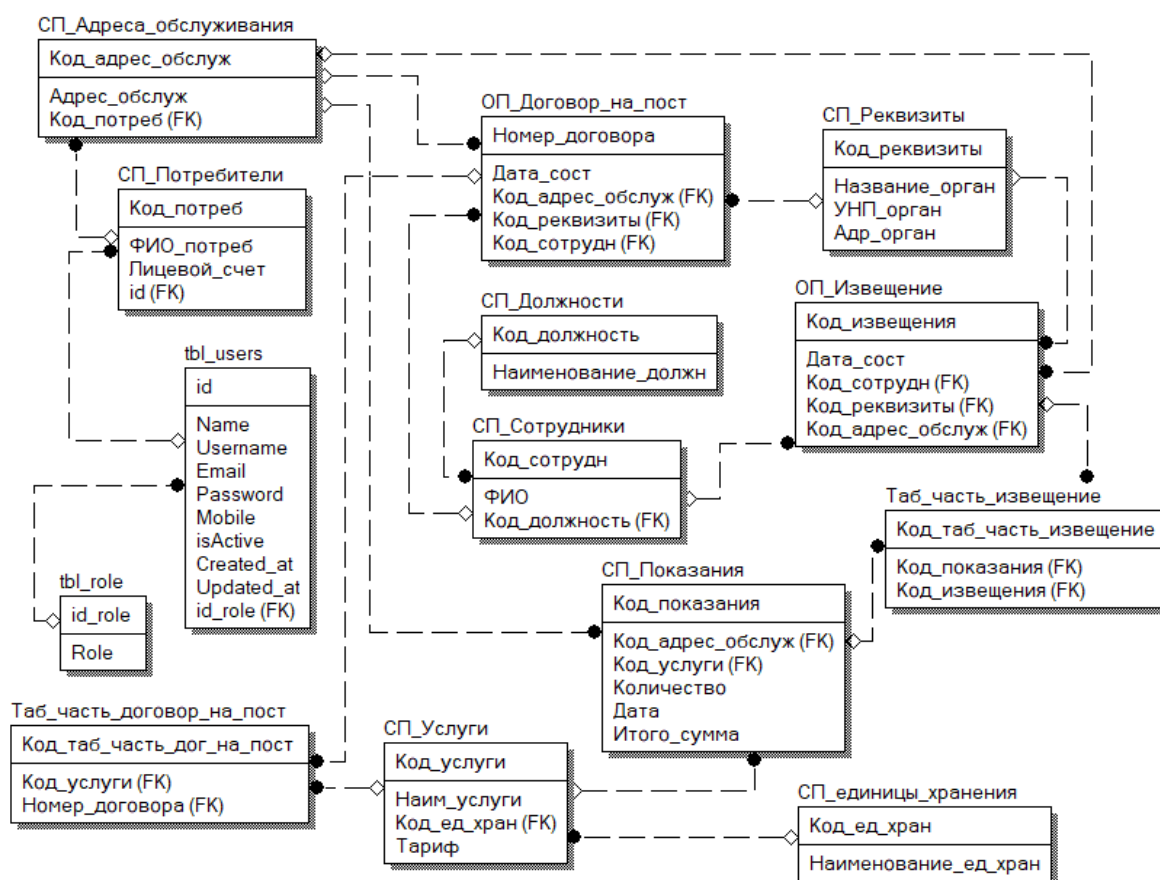 СП_Адреса_обслуживания
Код_адрес_обслуж
Адрес_обслуж
Код_потреб (FK)
СП_Потребители
Код_потреб
ФИО_потреб
Лицевой_счет
id (FK)
tbl_users
id
Name
Username
Email
Password
Mobile
isActive
Created_at
Updated_at
id_role (FK)
tbl_role
id_role
Role
ОП_Договор_на_пост
Номер_договора
Дата_сост
Код_адрес_обслуж (FK)
Код_реквизиты (FK)
Код_сотрудн (FK)
СП_Реквизиты
Код_реквизиты
Название_орган
УНП_орган
Адр_орган
СП_Должности
Код_должность
Наименование_должн
ОП_Извещение
Код_извещения
Дата_сост
Код_сотрудн (FK)
Код_реквизиты (FK)
Код_адрес_обслуж (FK)
СП_Сотрудники
Код_сотрудн
ФИО
Код_должность (FK)
Таб_часть_извещение
Код_таб_часть_извещение
Код_показания (FK)
Код_извещения (FK)
СП_Показания
Код_показания
Код_адрес_обслуж (FK)
Код_услуги (FK)
Количество
Дата
Итого_сумма
Таб_часть_договор_на_пост
Код_таб_часть_дог_на_пост
Код_услуги (FK)
Номер_договора (FK)
СП_Услуги
Код_услуги
Наим_услуги
Код_ед_хран (FK)
Тариф
СП_единицы_хранения
Код_ед_хран
Наименование_ед_хран